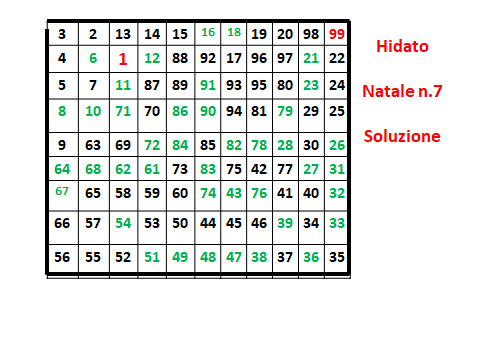 3 2 13 14 15 16 18 19 20 98 99
4 6 1 12 88 92 17 96 97 21 22
5 7 11 87 89 91 93 95 80 23 24
8 10 71 70 86 90 94 81 79 29 25
9 63 69 72 84 85 82 78 28 30 26
64 68 62 61 73 83 75 42 77 27 31
67 65 58 59 60 74 43 76 41 40 32
66 57 54 53 50 44 45 46 39 34 33
56 55 52 51 49 48 47 38 37 36 35
Hidato
Natale n.7
Soluzione